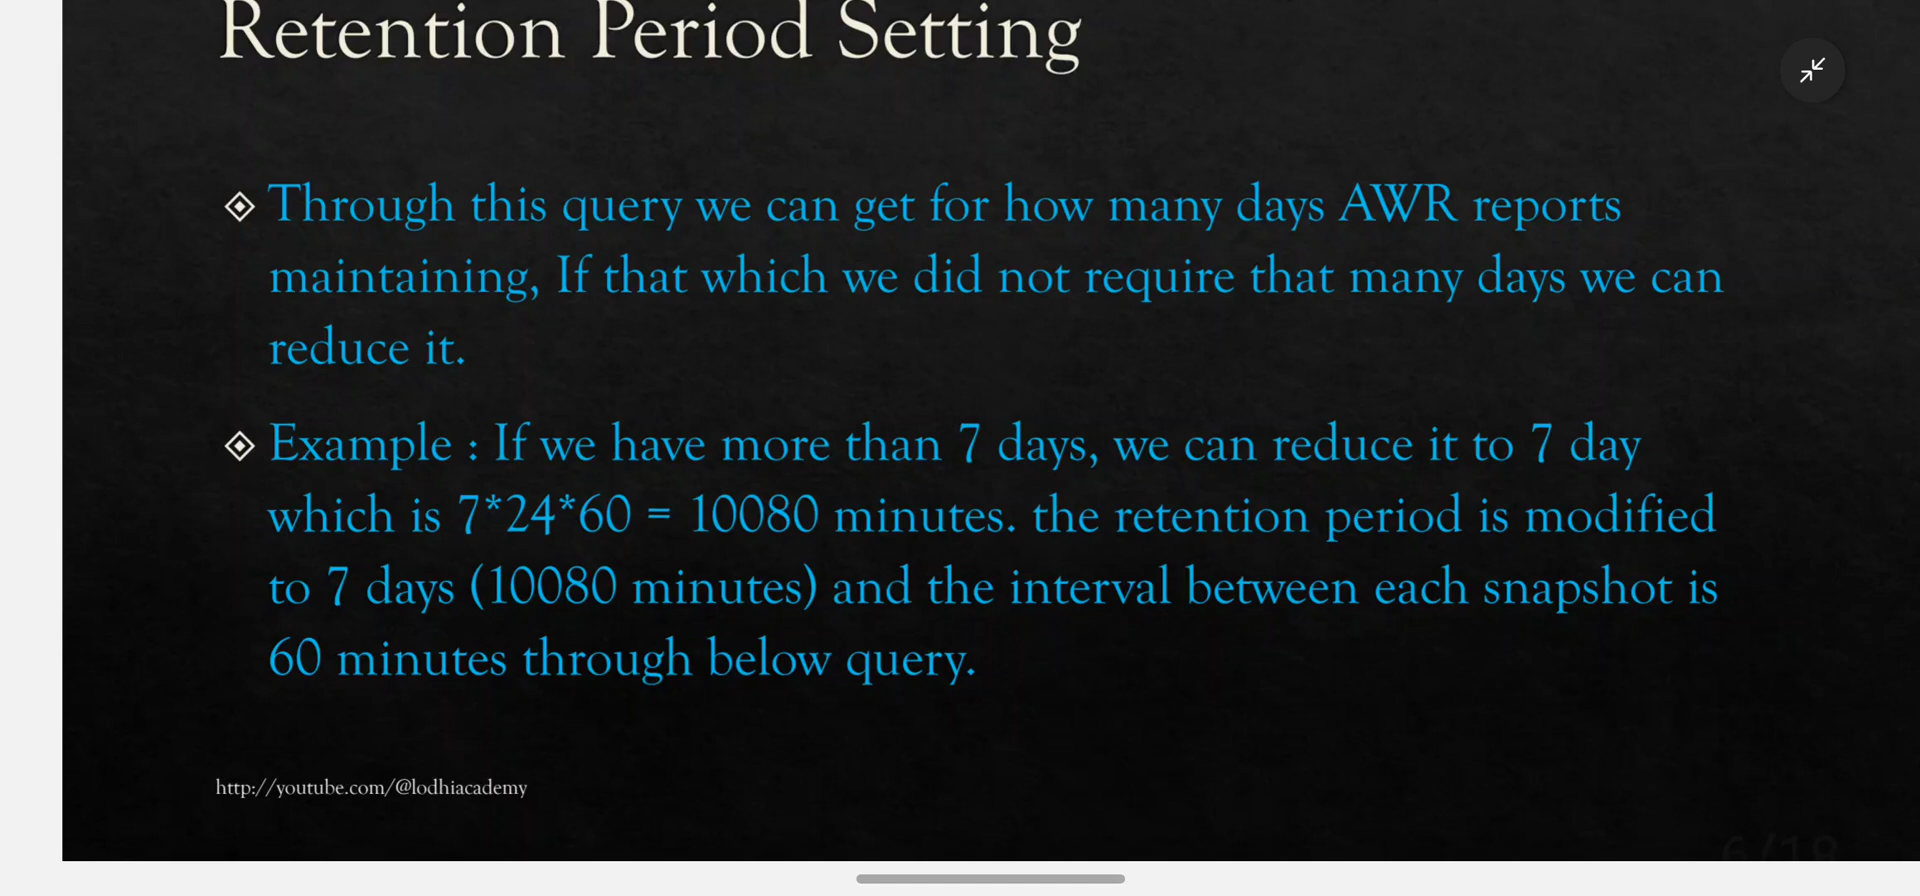 Retention Period Setting
Through this query we can get for how many days AWR reports
maintaining, If that which we did not require that many days we can
reduce it.
Example : If we have more than 7 days, we can reduce it to 7 day
which is 7*24*60 = 10080 minutes. the retention period is modified
to 7 days (10080 minutes) and the interval between each snapshot is
60 minutes through below query.
http://youtube.com/@lodhiacademy
6/18